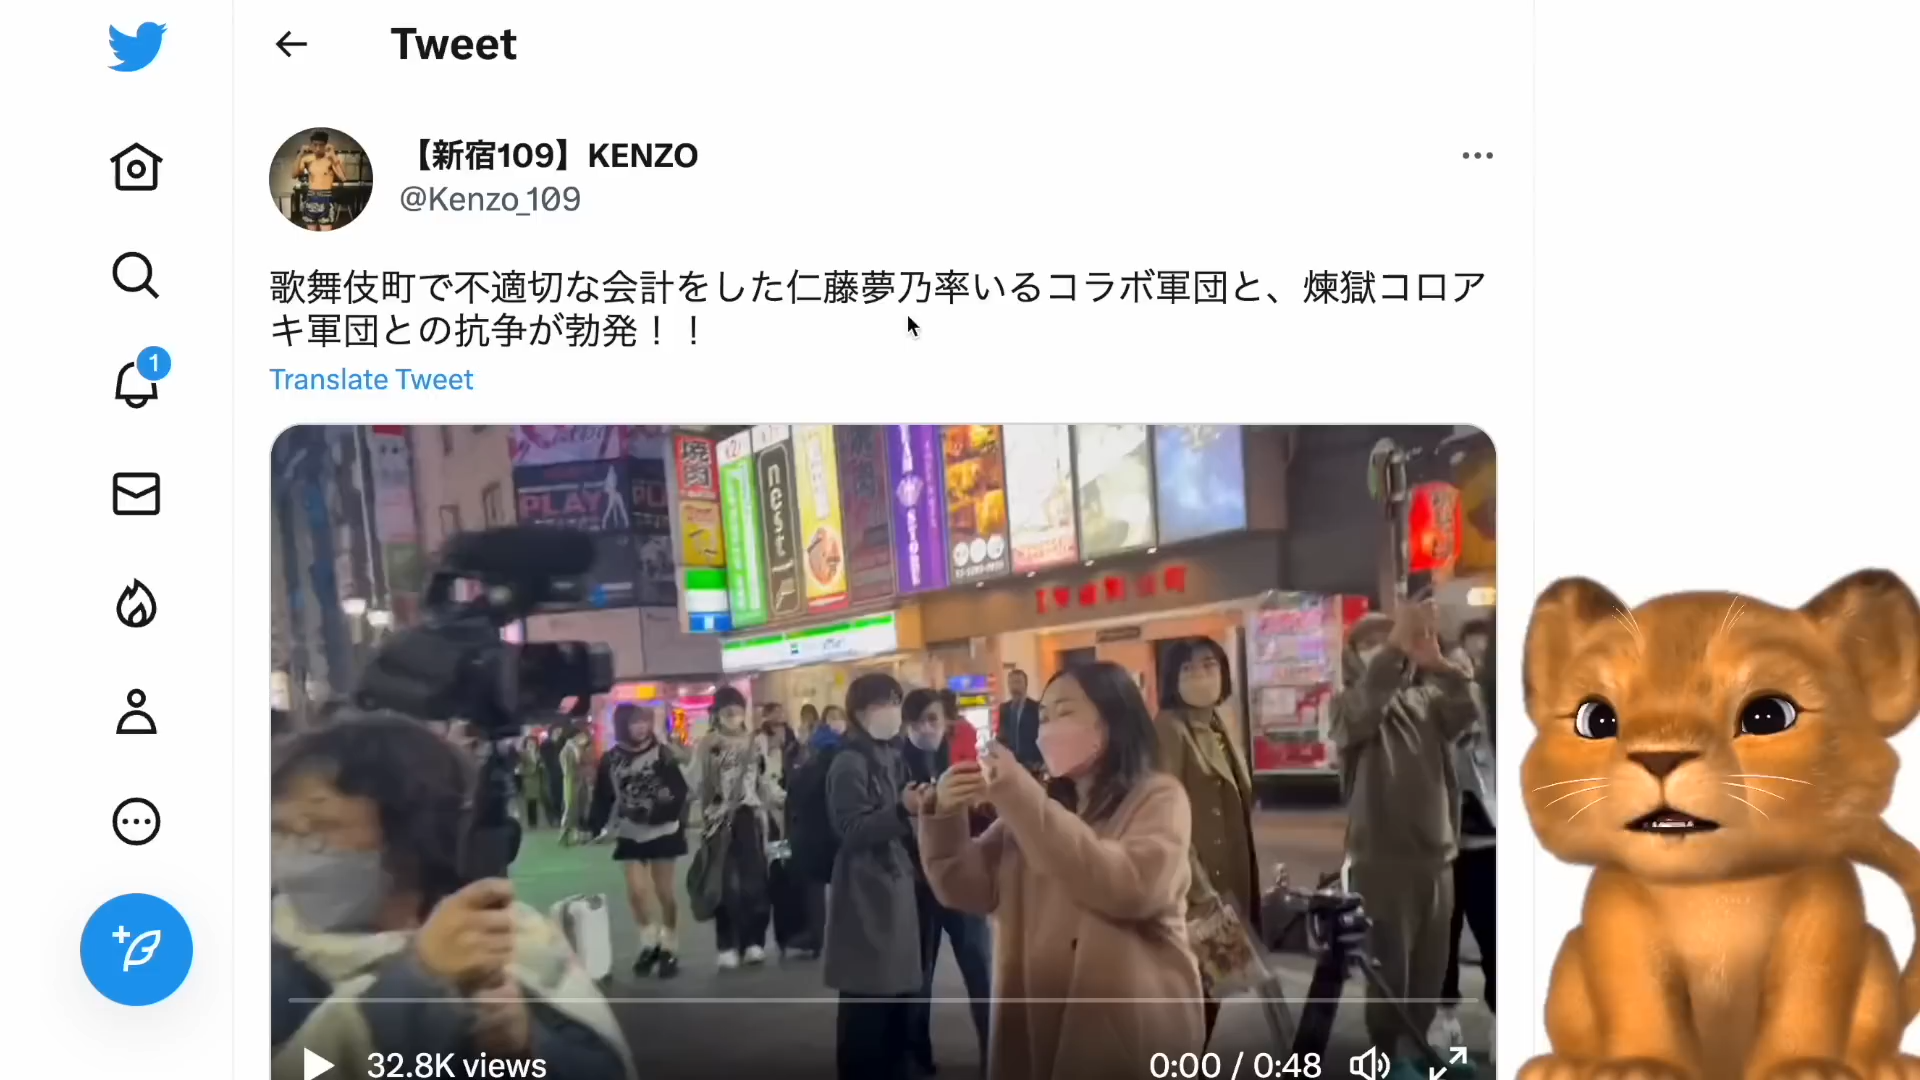 Tweet
【新宿109】KENZO
@Kenzo_109
歌舞伎町で不適切な会計をした仁藤夢乃率いるコラボ軍団と、煉獄コロア
キ軍団との抗争が勃発！！
Translate Tweet
1
焼肉
nest
PLAY
32.8K views
0:00 / 0:48